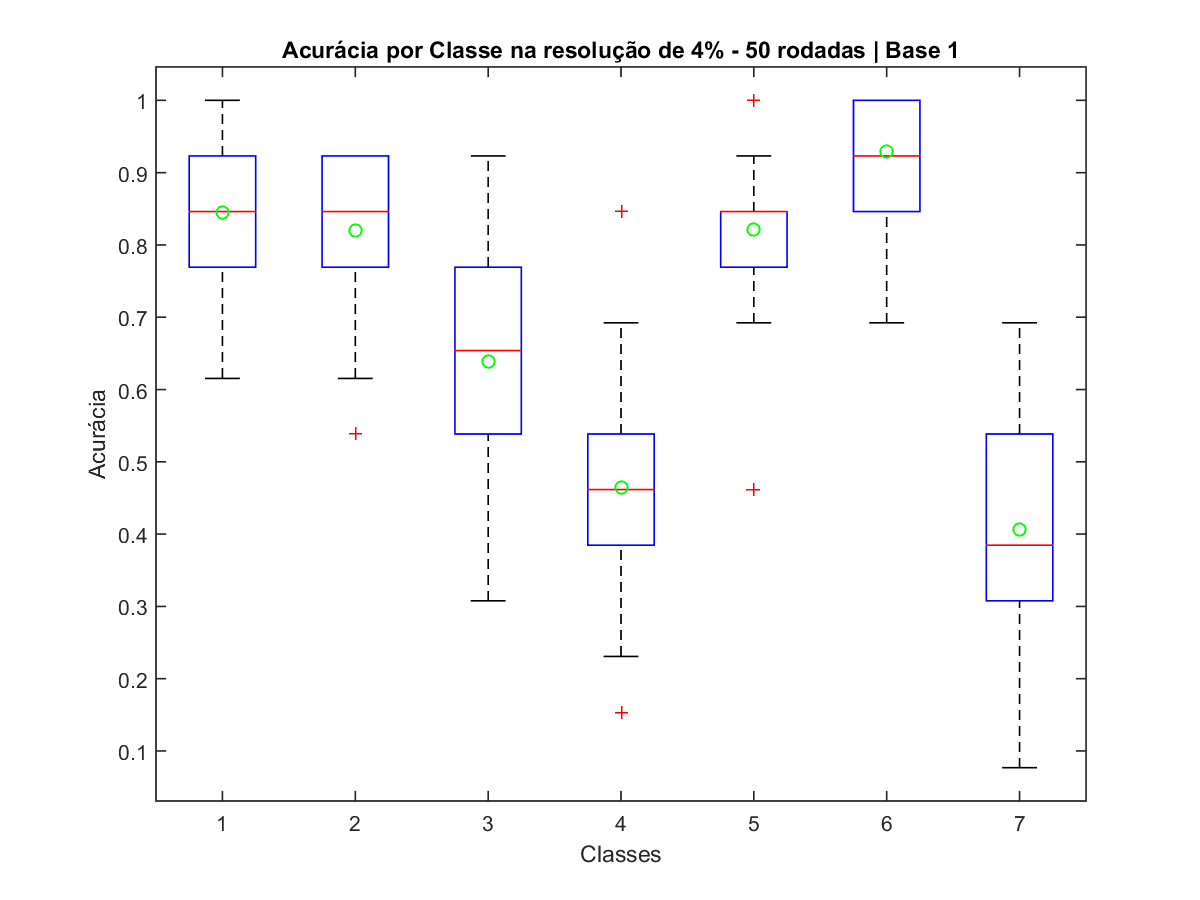 Acurácia por Classe na resolução de 4% - 50 rodadas | Base 1
Acurácia
1
0.9
0.8
0.7
0.6
0.5
0.4
0.3
0.2
0.1
1 2 3 4 5 6 7
Classes